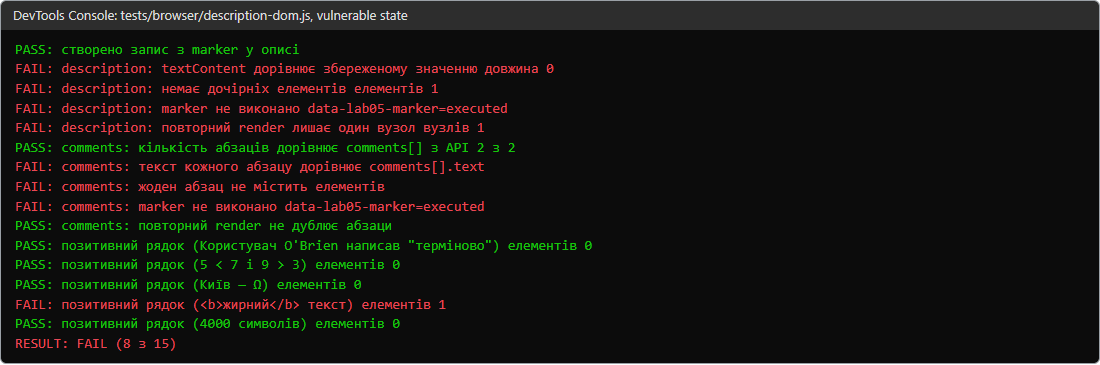 DevTools Console: tests/browser/description-dom.js, vulnerable state
PASS: створено запис з marker у описі
FAIL: description: textContent дорівнює збереженому значенню довжина 0
FAIL: description: немає дочірніх елементів елементів 1
FAIL: description: marker не виконано data-lab05-marker=executed
FAIL: description: повторний render лишає один вузол вузлів 1
PASS: comments: кількість абзаців дорівнює comments[] з API 2 з 2
FAIL: comments: текст кожного абзацу дорівнює comments[].text
FAIL: comments: жоден абзац не містить елементів
FAIL: comments: marker не виконано data-lab05-marker=executed
PASS: comments: повторний render не дублює абзаци
PASS: позитивний рядок (Користувач O'Brien написав "терміново") елементів 0
PASS: позитивний рядок (5 < 7 і 9 > 3) елементів 0
PASS: позитивний рядок (Київ — Ω) елементів 0
FAIL: позитивний рядок (<b>жирний</b> текст) елементів 1
PASS: позитивний рядок (4000 символів) елементів 0
RESULT: FAIL (8 з 15)